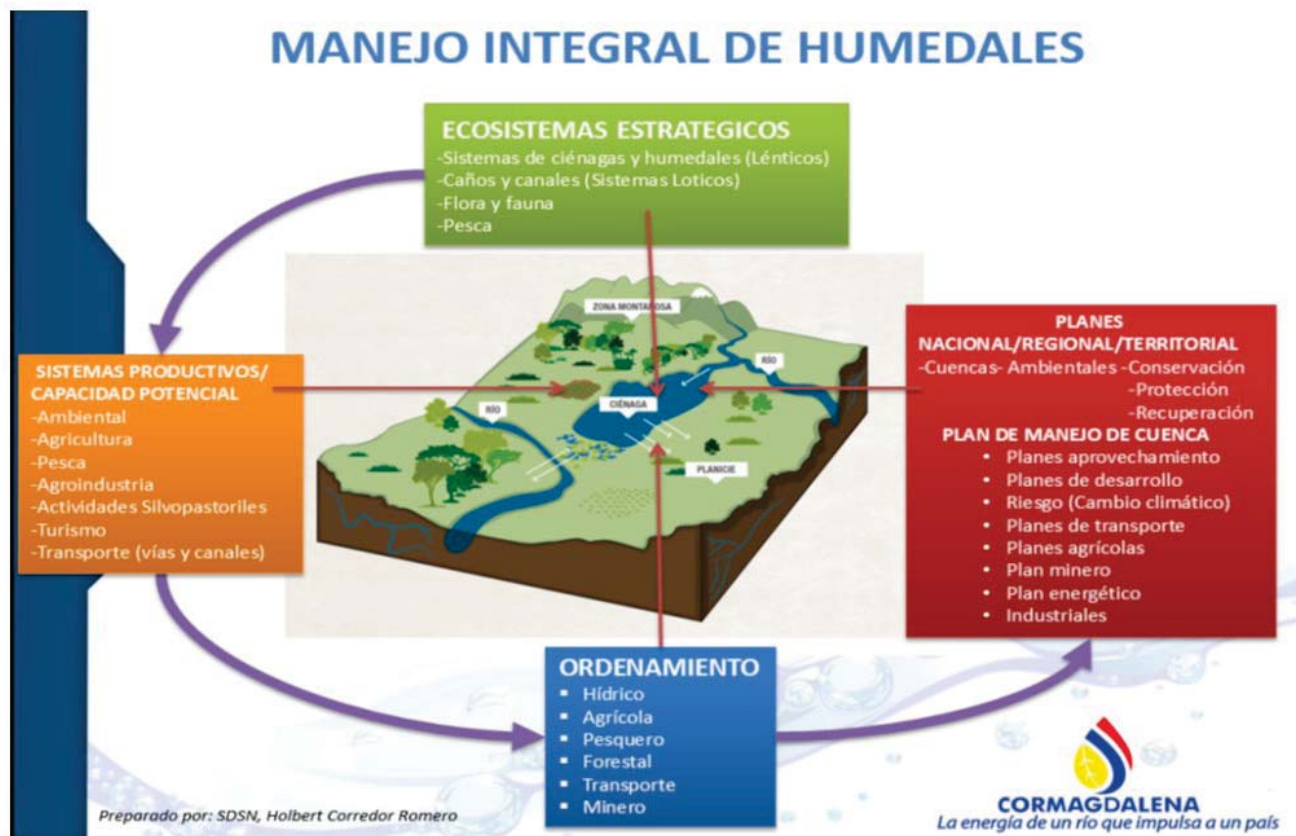 MANEJO INTEGRAL DE HUMEDALES
ECOSISTEMAS ESTRATEGICOS
-Sistemas de ciénagas y humedales (Lénticos)
-Caños y canales (Sistemas Loticos)
-Flora y fauna
-Pesca
ZONA MONTAÑOSA
RÍO
CIÉNAGA
RÍO
PLANICIE
SISTEMAS PRODUCTIVOS/
CAPACIDAD POTENCIAL
-Ambiental
-Agricultura
-Pesca
-Agroindustria
-Actividades Silvopastoriles
-Turismo
-Transporte (vías y canales)
PLANES
NACIONAL/REGIONAL/TERRITORIAL
-Cuencas- Ambientales -Conservación
-Protección
-Recuperación
PLAN DE MANEJO DE CUENCA
• Planes aprovechamiento
• Planes de desarrollo
• Riesgo (Cambio climático)
• Planes de transporte
• Planes agrícolas
• Plan minero
• Plan energético
• Industriales
ORDENAMIENTO
▪ Hídrico
▪ Agrícola
▪ Pesquero
▪ Forestal
▪ Transporte
▪ Minero
Preparado por: SDSN, Holbert Corredor Romero
CORMAGDALENA
La energía de un río que impulsa a un país